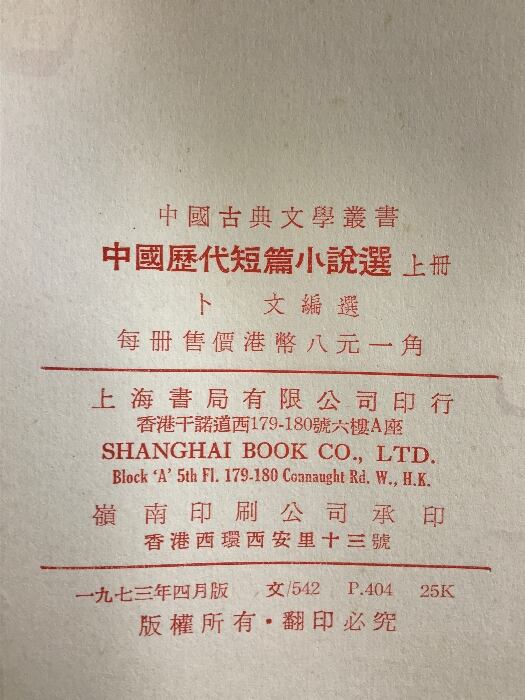 中國古典文學叢書
中國歷代短篇小說選 上冊
卜 文編選
每册售價港幣八元一角
上海書局有限公司印行
香港干諾道西179-180號六樓A座
SHANGHAI BOOK CO., LTD.
Block 'A' 5th Fl. 179-180 Connaught Rd. W., H.K.
嶺南印刷公司承印
香港西環西安里十三號
一九七三年四月版 文/542 P.404 25K
版權所有·翻印必究